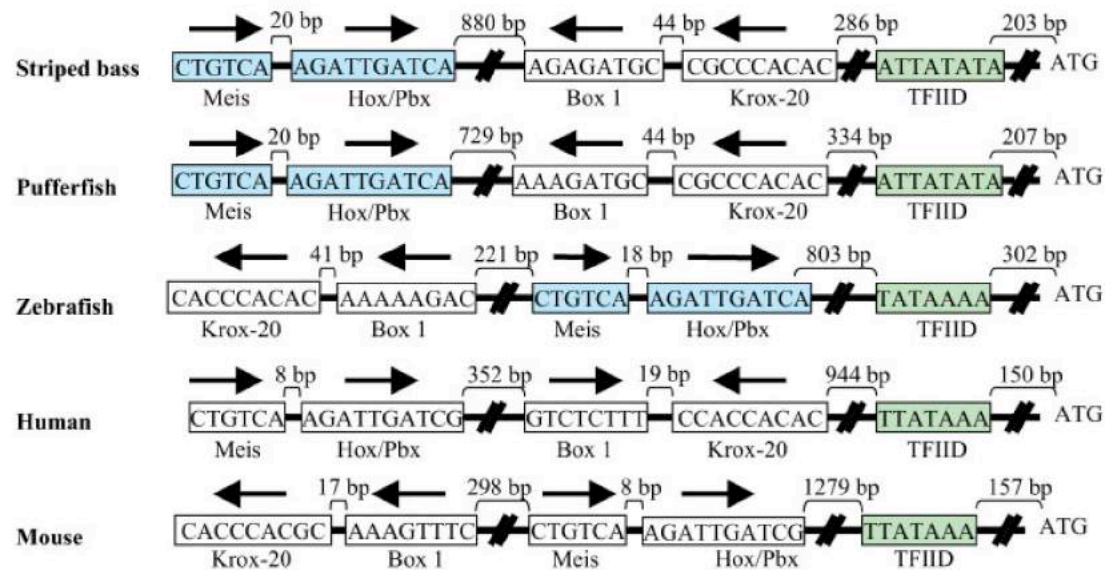 20 bp 880 bp 44 bp 286 bp 203 bp
Striped bass CTGTCA AGATTGATCA AGAGATGC CGCCCACAC ATTATATA ATG
Meis Hox/Pbx Box 1 Krox-20 TFIID
20 bp 729 bp 44 bp 334 bp 207 bp
Pufferfish CTGTCA AGATTGATCA AAAGATGC CGCCCACAC ATTATATA ATG
Meis Hox/Pbx Box 1 Krox-20 TFIID
41 bp 221 bp 18 bp 803 bp 302 bp
Zebrafish CACCCACAC AAAAAGAC CTGTCA AGATTGATCA TATAAAA ATG
Krox-20 Box 1 Meis Hox/Pbx TFIID
8 bp 352 bp 19 bp 944 bp 150 bp
Human CTGTCA AGATTGATCG GTCTCTTT CCACCACAC TTATAAA ATG
Meis Hox/Pbx Box 1 Krox-20 TFIID
17 bp 298 bp 8 bp 1279 bp 157 bp
Mouse CACCCACGC AAAGTTTC CTGTCA AGATTGATCG TTATAAA ATG
Krox-20 Box 1 Meis Hox/Pbx TFIID